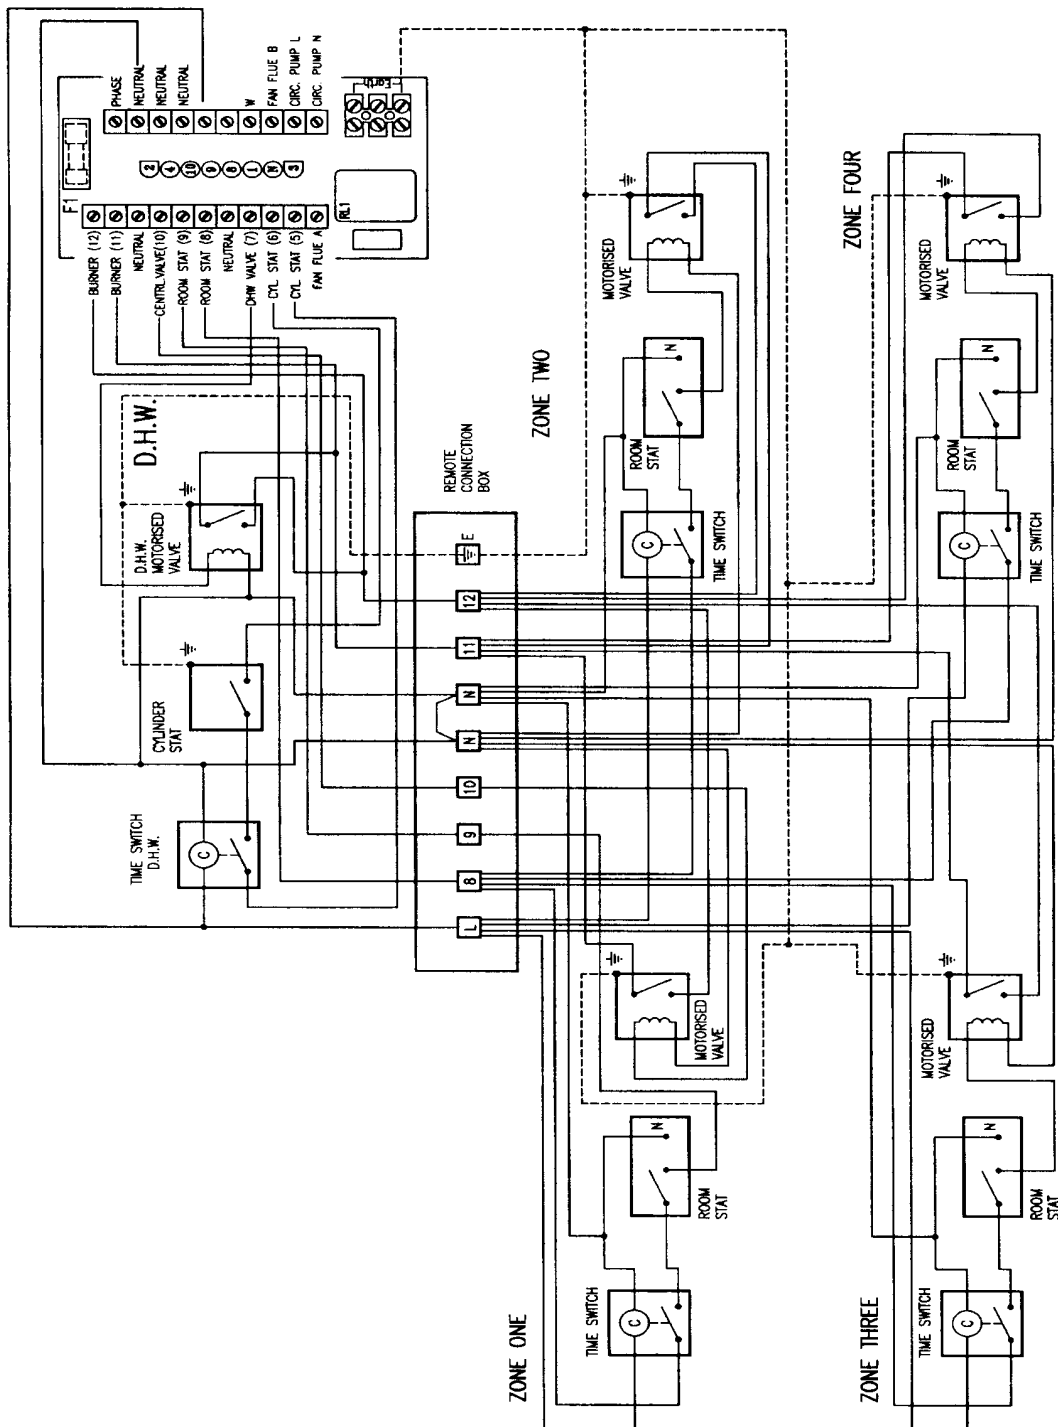 PHASE
NEUTRAL
NEUTRAL
NEUTRAL
W
FAN FLUE B
CIRC. PUMP L
CIRC. PUMP N
Earth
F1
2
4
10
9
8
1
N
3
RL1
BURNER (12)
BURNER (11)
NEUTRAL
CENTRL.VALVE(10)
ROOM STAT (9)
ROOM STAT (8)
NEUTRAL
DHW VALVE (7)
CYL. STAT (6)
CYL. STAT (5)
FAN FLUE A
D.H.W.
D.H.W.
MOTORISED
VALVE
CYLINDER
STAT
TIME SWITCH
D.H.W.
C
REMOTE
CONNECTION
BOX
E
12
11
N
N
10
9
8
L
ZONE TWO
MOTORISED
VALVE
ROOM
STAT
N
TIME SWITCH
C
ZONE FOUR
MOTORISED
VALVE
ROOM
STAT
N
TIME SWITCH
C
ZONE ONE
MOTORISED
VALVE
ROOM
STAT
N
TIME SWITCH
C
ZONE THREE
MOTORISED
VALVE
ROOM
STAT
N
TIME SWITCH
C